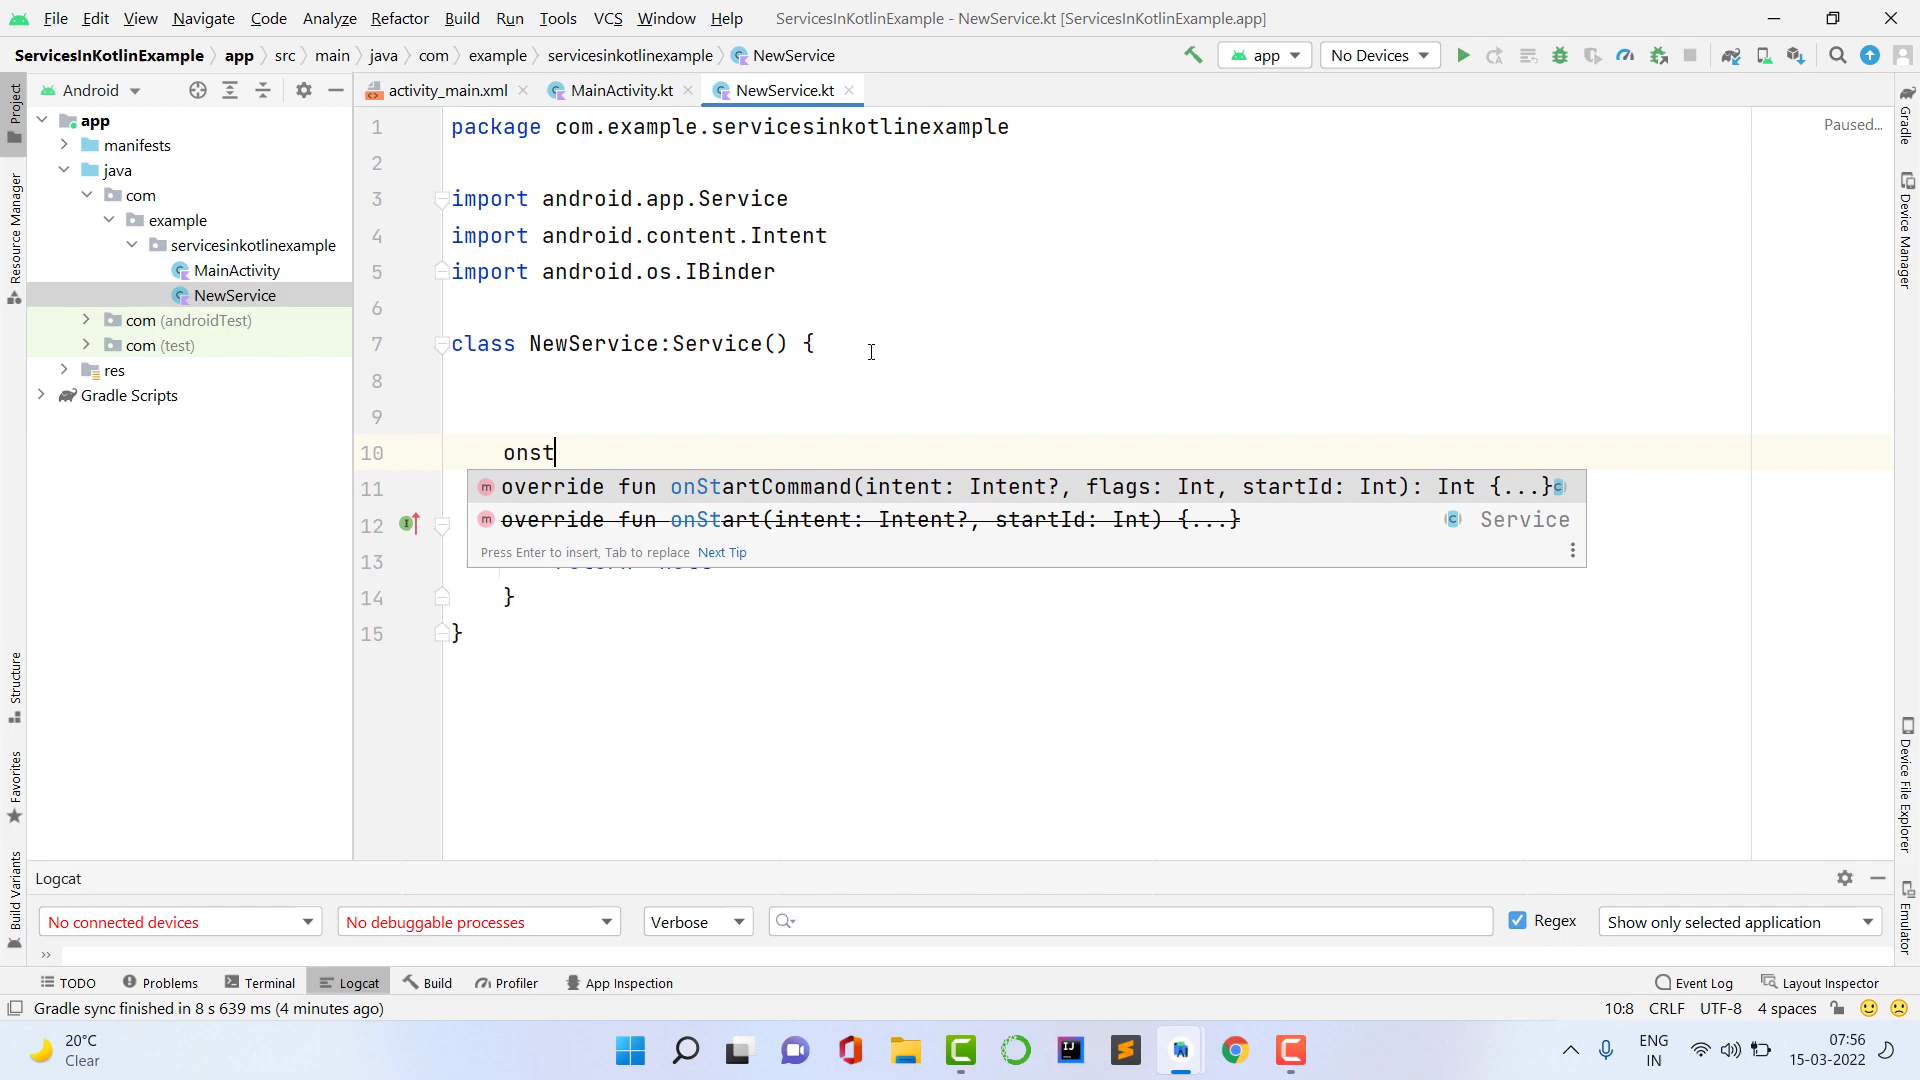 File Edit View Navigate Code Analyze Refactor Build Run Tools VCS Window Help ServicesInKotlinExample - NewService.kt [ServicesInKotlinExample.app]
ServicesInKotlinExample app src main java com example servicesinkotlinexample NewService app No Devices
Android
activity_main.xml MainActivity.kt NewService.kt
Project
Resource Manager
Structure
Favorites
Build Variants
app
manifests
java
com
example
servicesinkotlinexample
MainActivity
NewService
com (androidTest)
com (test)
res
Gradle Scripts
Paused...
1 package com.example.servicesinkotlinexample
2
3 import android.app.Service
4 import android.content.Intent
5 import android.os.IBinder
6
7 class NewService:Service() {
8
9
10 onst
11
12
13
14 }
15 }
override fun onStartCommand(intent: Intent?, flags: Int, startId: Int): Int {...}
override fun onStart(intent: Intent?, startId: Int) {...} Service
Press Enter to insert, Tab to replace Next Tip
Gradle
Device Manager
Device File Explorer
Emulator
Logcat
No connected devices No debuggable processes Verbose Regex Show only selected application
»
TODO Problems Terminal Logcat Build Profiler App Inspection Event Log Layout Inspector
Gradle sync finished in 8 s 639 ms (4 minutes ago) 10:8 CRLF UTF-8 4 spaces
20°C
Clear
ENG
IN
07:56
15-03-2022